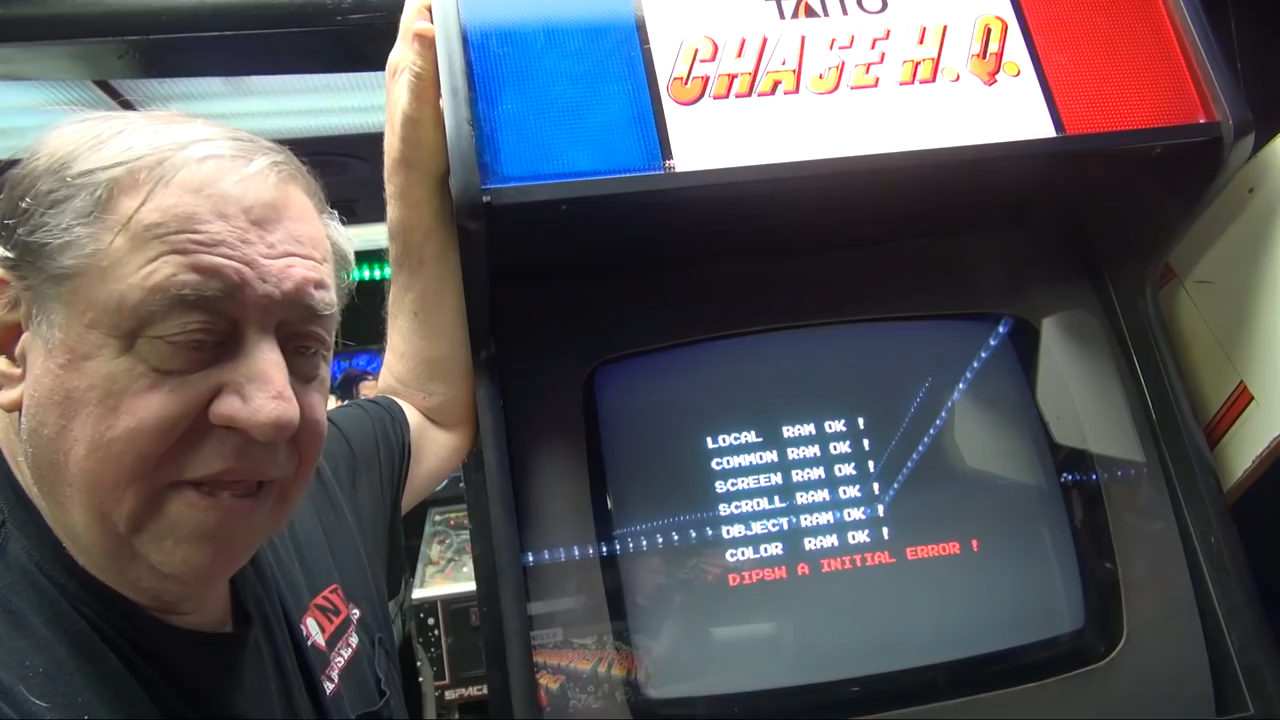 TAITO
CHASE H.Q.
LOCAL RAM OK !
COMMON RAM OK !
SCREEN RAM OK !
SCROLL RAM OK !
OBJECT RAM OK !
COLOR RAM OK !
DIPSW A INITIAL ERROR !
SPACE